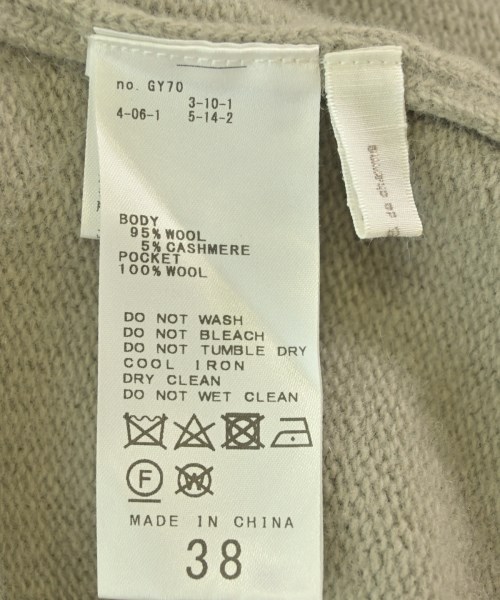 no. GY70
3-10-1
4-06-1 5-14-2
BODY
95% WOOL
5% CASHMERE
POCKET
100% WOOL
DO NOT WASH
DO NOT BLEACH
DO NOT TUMBLE DRY
COOL IRON
DRY CLEAN
DO NOT WET CLEAN
F W
MADE IN CHINA
38
de charme